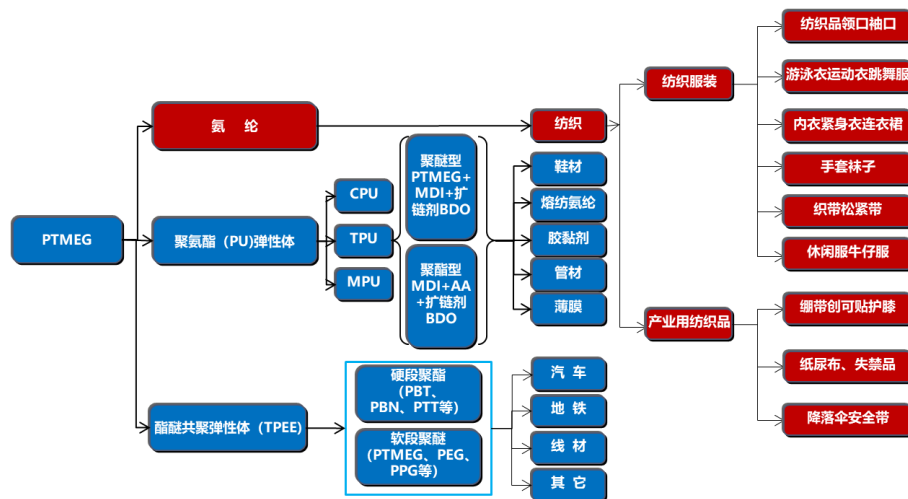 PTMEG
氨 纶
聚氨酯（PU)弹性体
酯醚共聚弹性体（TPEE)
CPU
TPU
MPU
聚醚型
PTMEG+
MDI+扩
链剂BDO
聚酯型
MDI+AA
+扩链剂
BDO
硬段聚酯
(PBT、
PBN、PTT等)
软段聚醚
(PTMEG、PEG、
PPG等)
纺织
鞋材
熔纺氨纶
胶黏剂
管材
薄膜
汽 车
地 铁
线 材
其 它
纺织服装
产业用纺织品
纺织品领口袖口
游泳衣运动衣跳舞服
内衣紧身衣连衣裙
手套袜子
织带松紧带
休闲服牛仔服
绷带创可贴护膝
纸尿布、失禁品
降落伞安全带